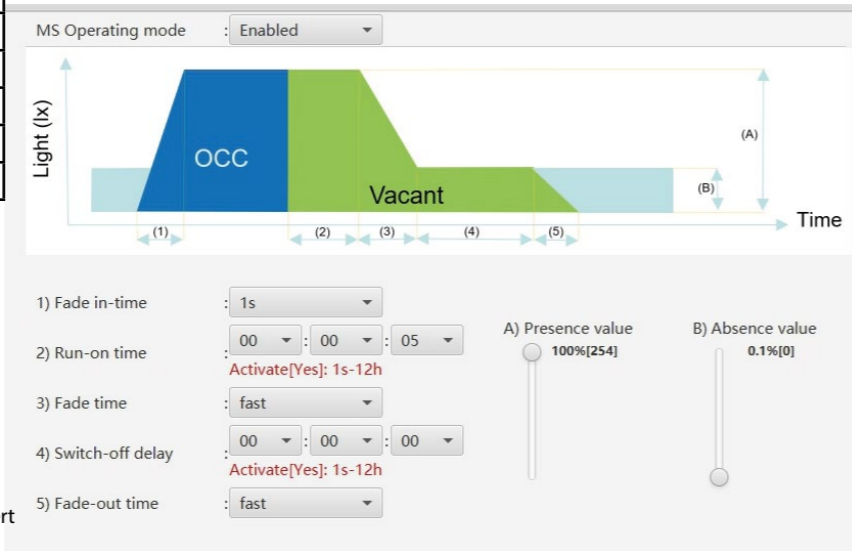 MS Operating mode : Enabled
Light (lx)
OCC
Vacant
(A)
(B)
Time
(1) (2) (3) (4) (5)
1) Fade in-time : 1s
2) Run-on time : 00 : 00 : 05
Activate[Yes]: 1s-12h
3) Fade time : fast
4) Switch-off delay : 00 : 00 : 00
Activate[Yes]: 1s-12h
5) Fade-out time : fast
A) Presence value
100%[254]
B) Absence value
0.1%[0]